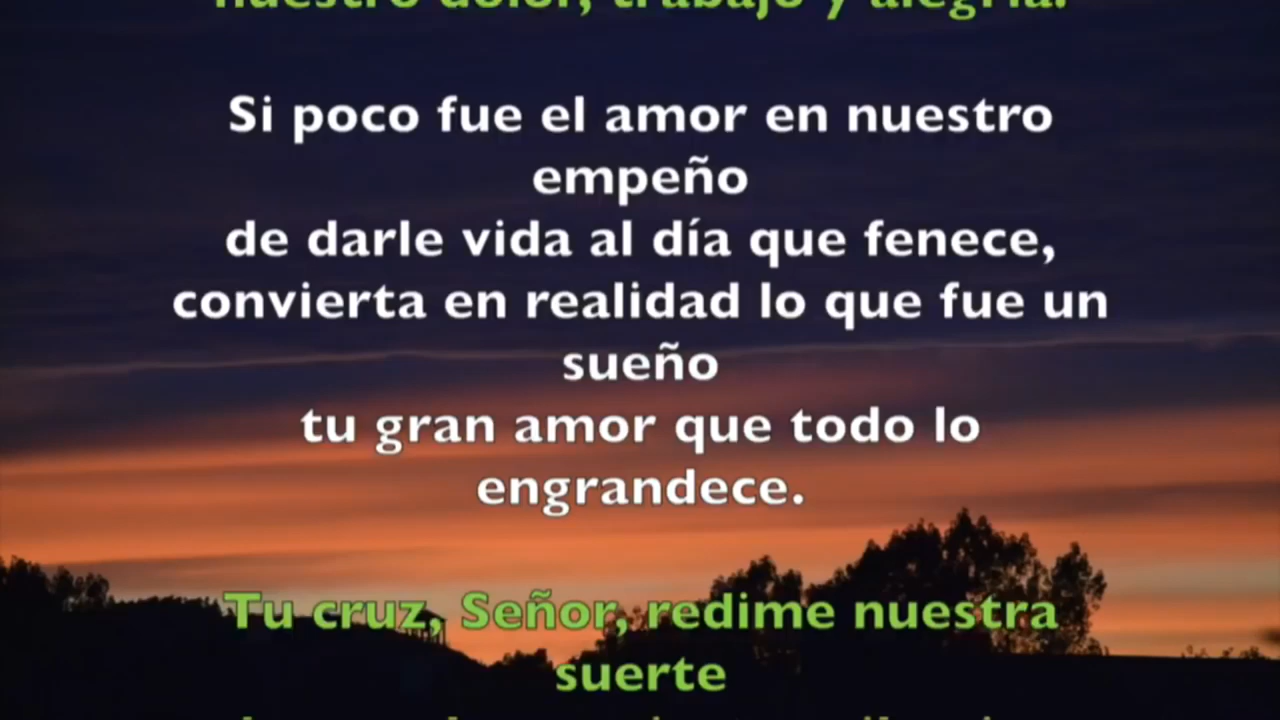 nuestro dolor, trabajo y alegría.
Si poco fue el amor en nuestro
empeño
de darle vida al día que fenece,
convierta en realidad lo que fue un
sueño
tu gran amor que todo lo
engrandece.
Tu cruz, Señor, redime nuestra
suerte